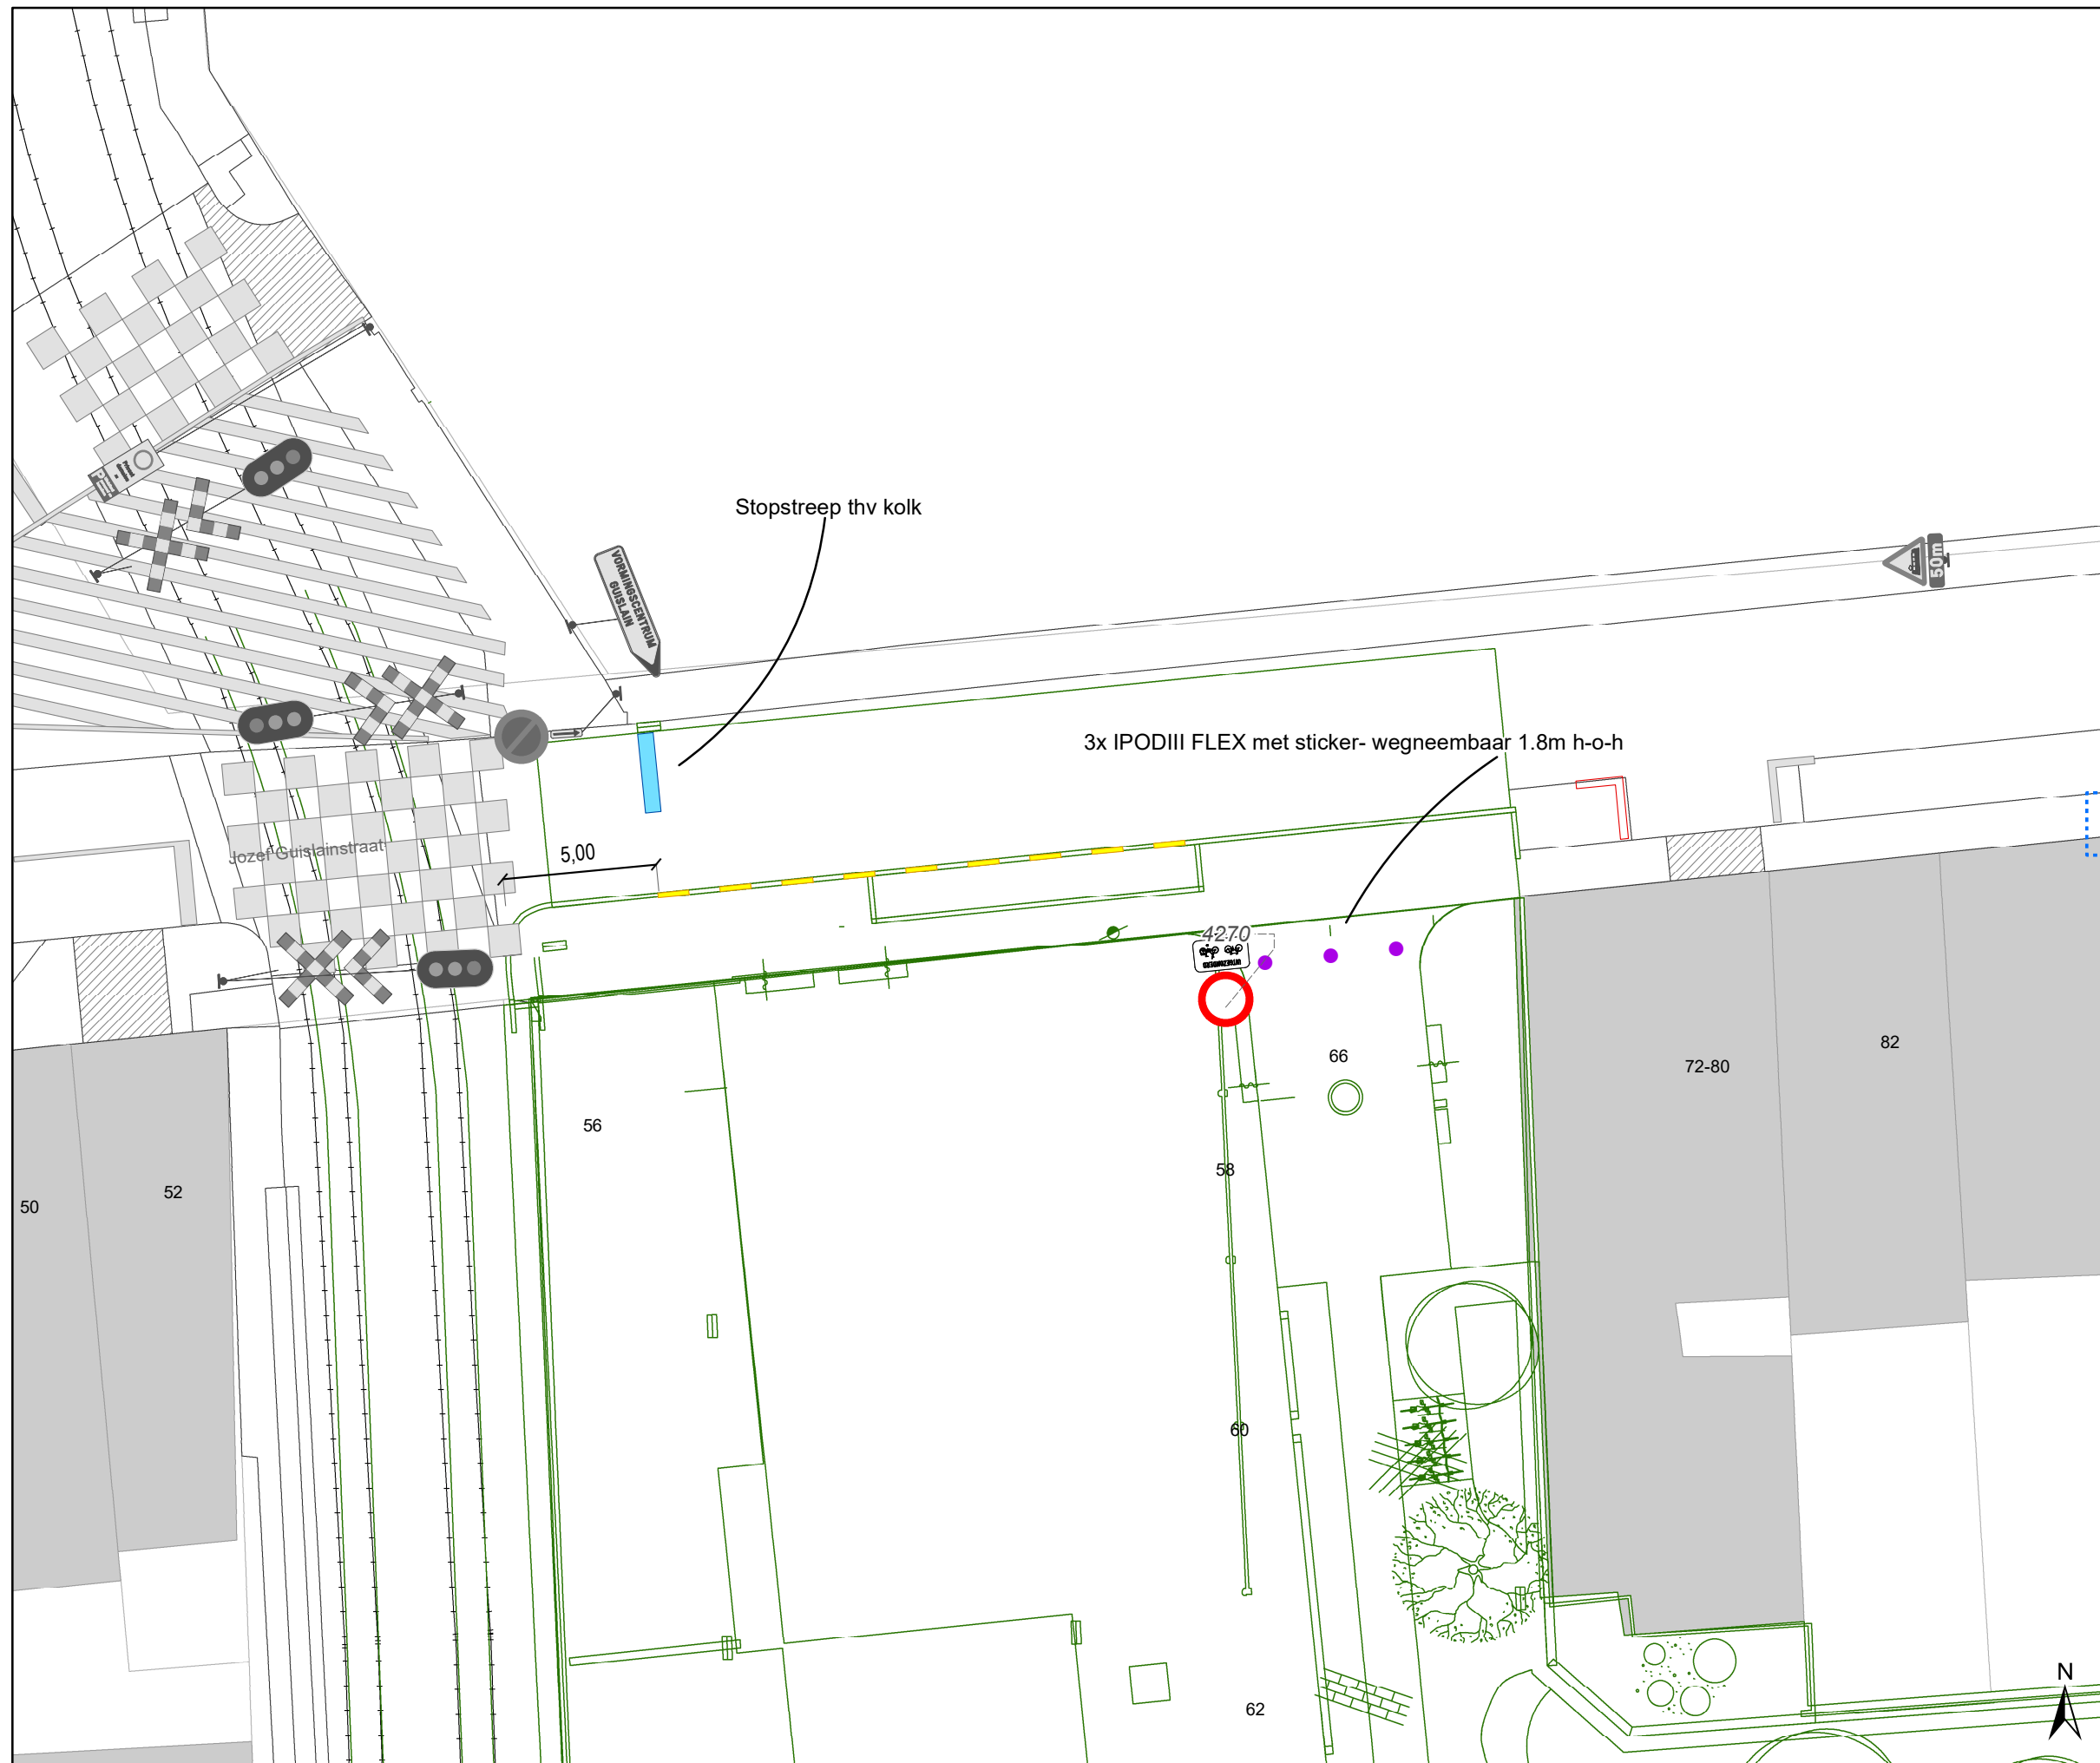 Stopstreep thv kolk
VORMINGSCENTRUM
GUISLAIN
50m
3x IPODIII FLEX met sticker- wegneembaar 1.8m h-o-h
5,00
Jozef Guislainstraat
4270
UITGEZONDERD
66
72-80
82
56
58
50
52
60
62
N